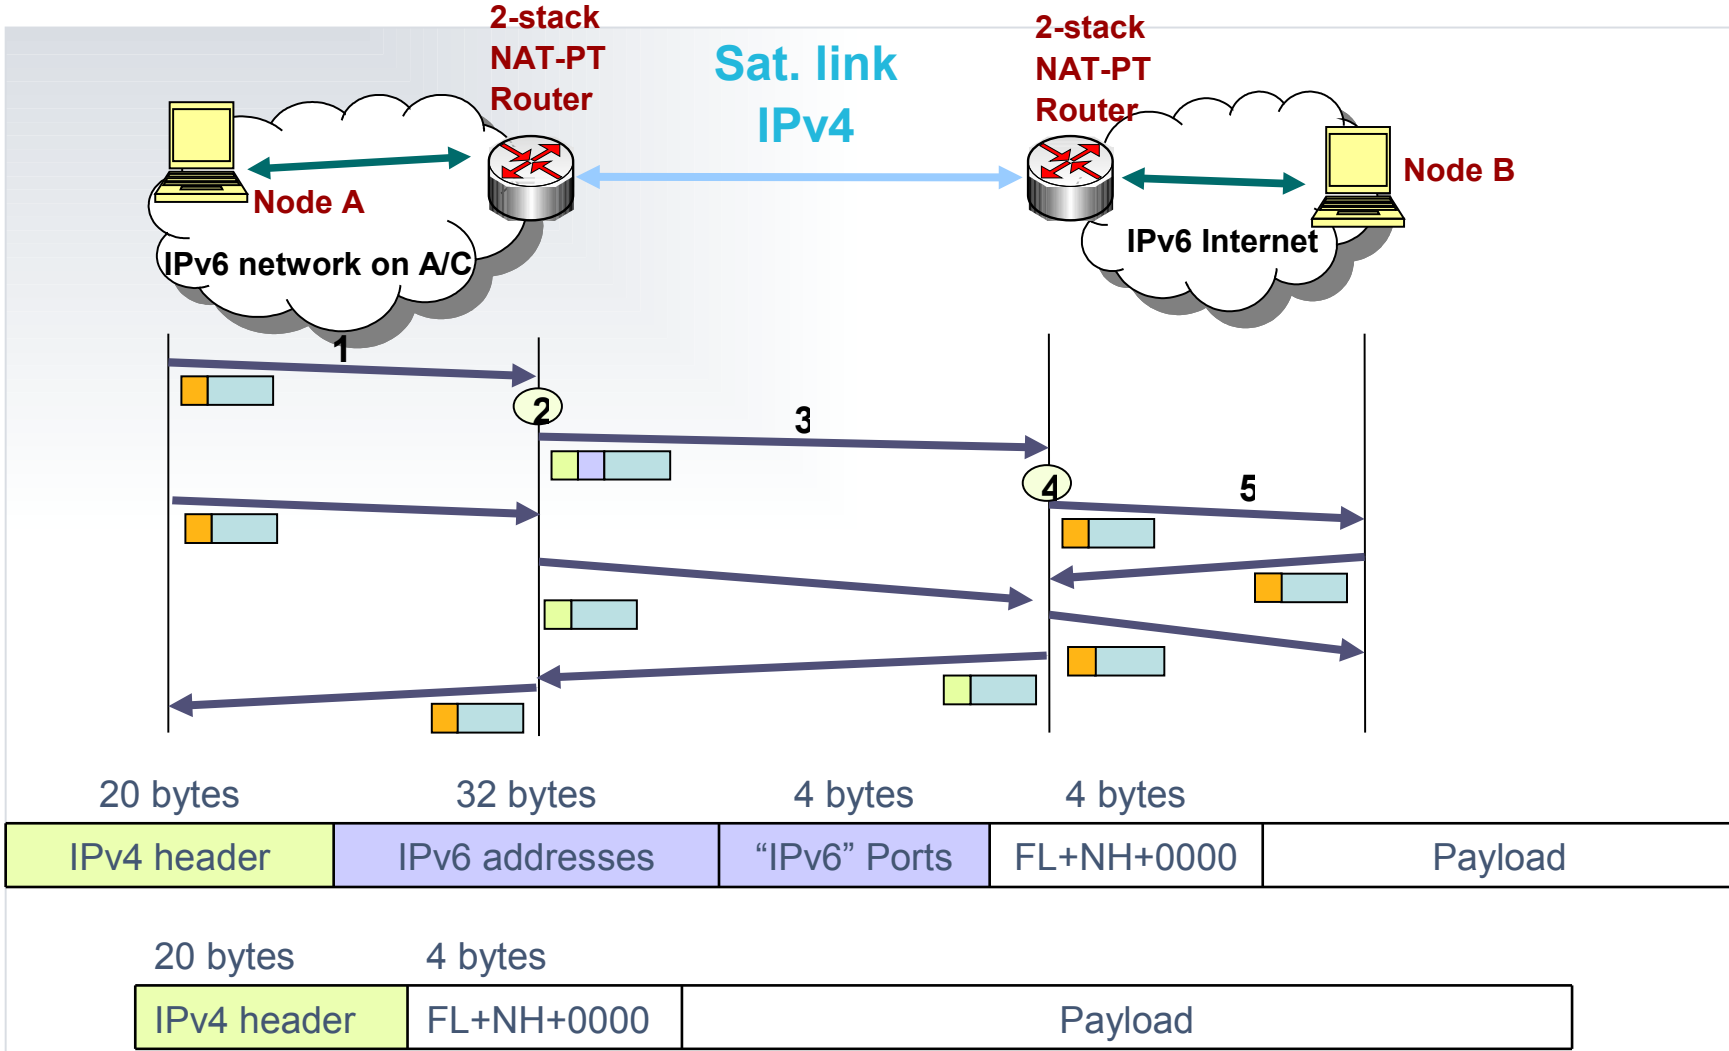 2-stack
NAT-PT
Router
Sat. link
IPv4
2-stack
NAT-PT
Router
Node A
Node B
IPv6 network on A/C
IPv6 Internet
1
2
3
4
5
20 bytes
32 bytes
4 bytes
4 bytes
IPv4 header
IPv6 addresses
“IPv6” Ports
FL+NH+0000
Payload
20 bytes
4 bytes
IPv4 header
FL+NH+0000
Payload